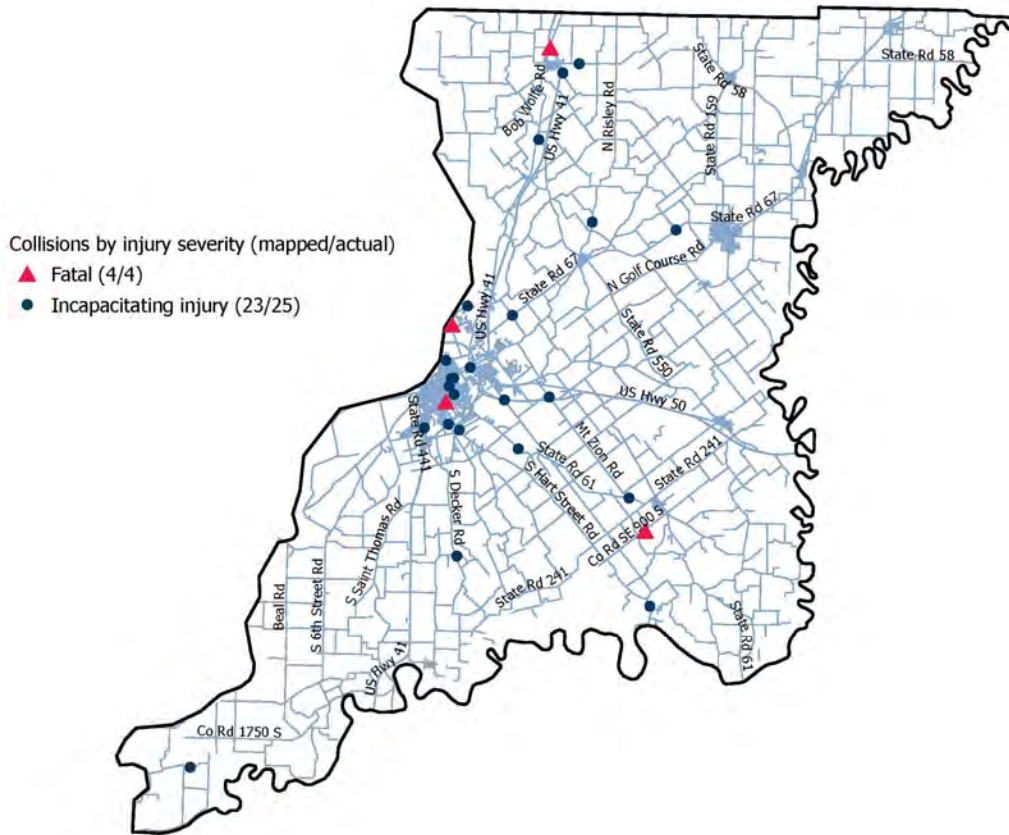 State Rd 58
State Rd 58
Bob Wolfe Rd
US Hwy 41
N Risley Rd
State Rd 159
State Rd 67
Collisions by injury severity (mapped/actual)
Fatal (4/4)
Incapacitating injury (23/25)
N Golf Course Rd
State Rd 67
US Hwy 41
State Rd 550
US Hwy 50
State Rd 441
Mt Zion Rd
State Rd 241
State Rd 61
S Hart Street Rd
S Decker Rd
Co Rd SE 900 S
S Saint Thomas Rd
State Rd 241
Beal Rd
S 6th Street Rd
State Rd 61
US Hwy 41
Co Rd 1750 S